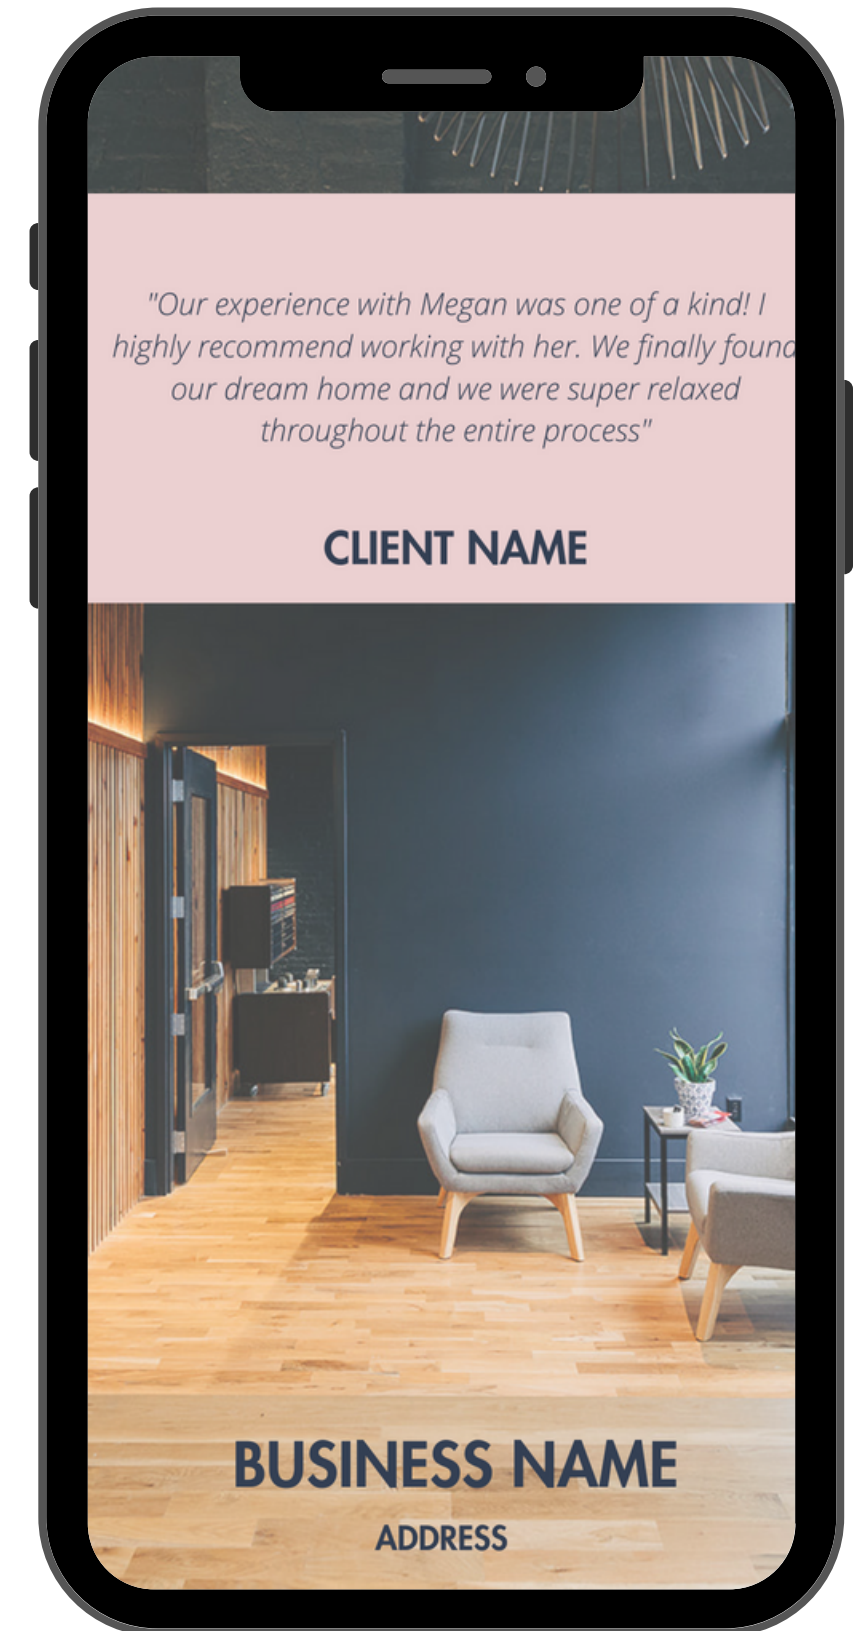 "Our experience with Megan was one of a kind! I
highly recommend working with her. We finally found
our dream home and we were super relaxed
throughout the entire process"
CLIENT NAME
BUSINESS NAME
ADDRESS